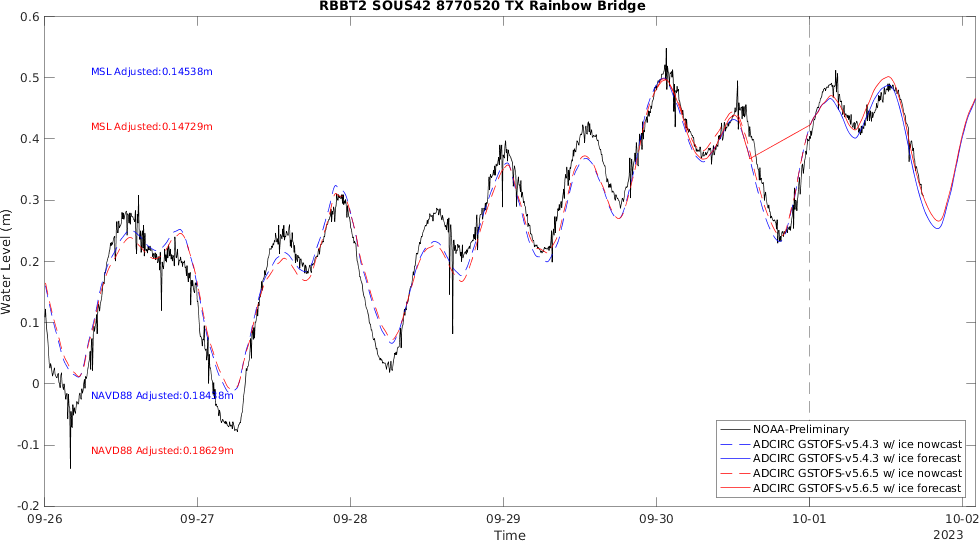 RBBT2 SOUS42 8770520 TX Rainbow Bridge
0.6
0.5
0.4
0.3
0.2
0.1
0
-0.1
-0.2
Water Level (m)
MSL Adjusted:0.14538m
MSL Adjusted:0.14729m
NAVD88 Adjusted:0.18438m
NAVD88 Adjusted:0.18629m
NOAA-Preliminary
ADCIRC GSTOFS-v5.4.3 w/ ice nowcast
ADCIRC GSTOFS-v5.4.3 w/ ice forecast
ADCIRC GSTOFS-v5.6.5 w/ ice nowcast
ADCIRC GSTOFS-v5.6.5 w/ ice forecast
09-26 09-27 09-28 09-29 09-30 10-01 10-02
Time
2023